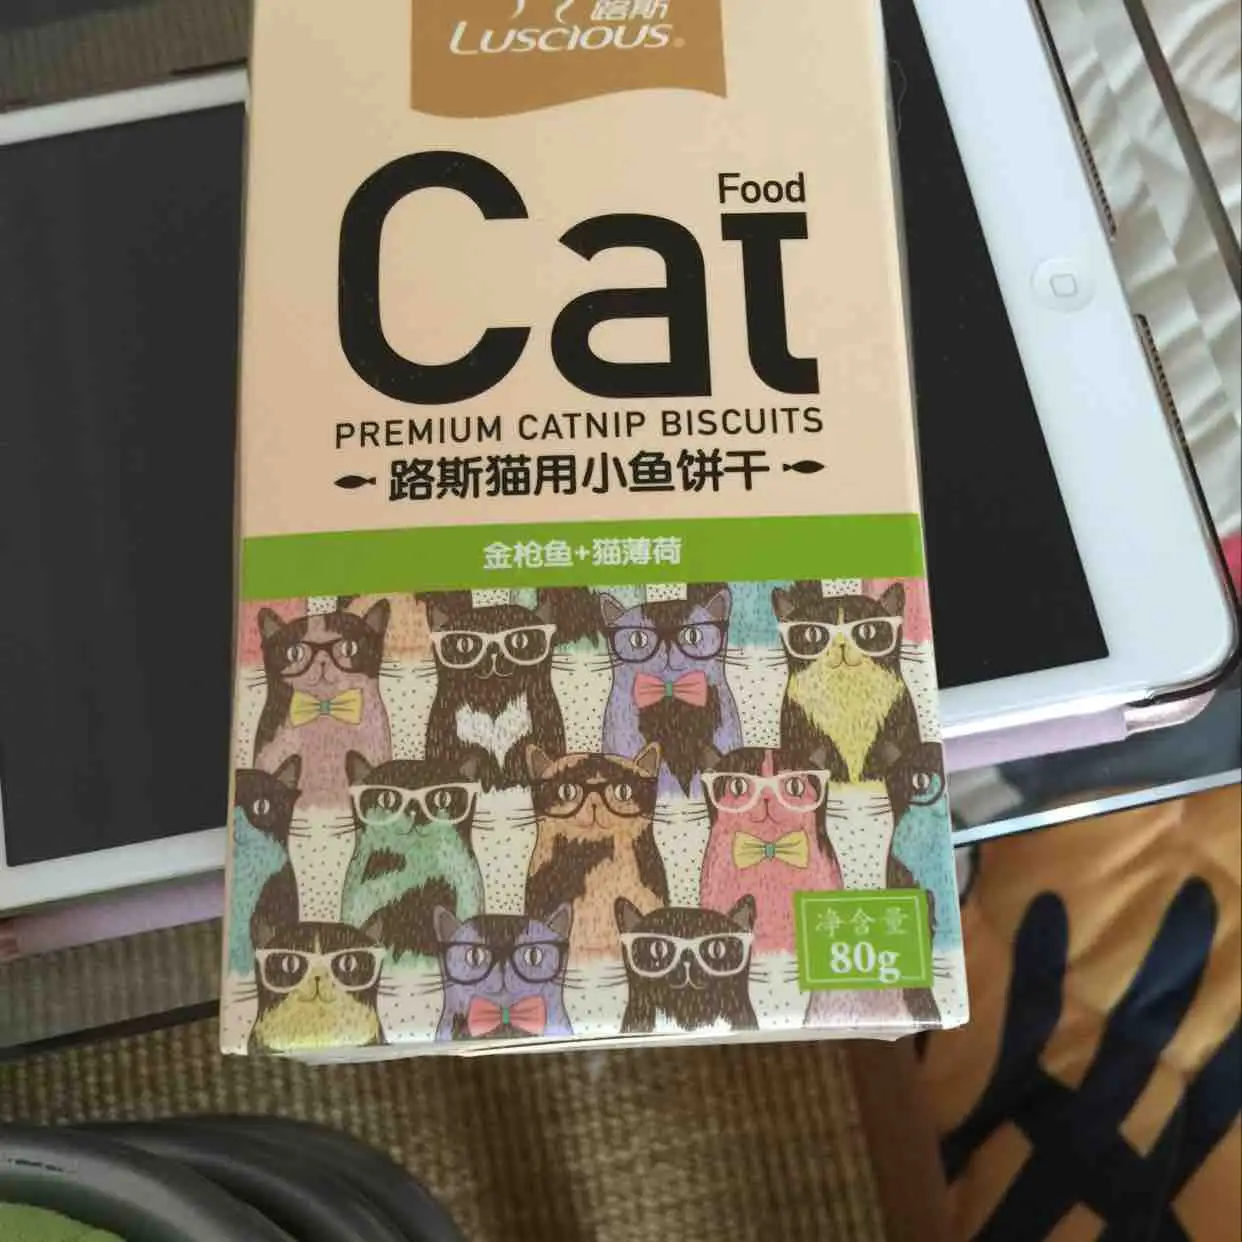 路斯
LUSCIOUS®
Food
Cat
PREMIUM CATNIP BISCUITS
路斯猫用小鱼饼干
金枪鱼+猫薄荷
净含量
80g